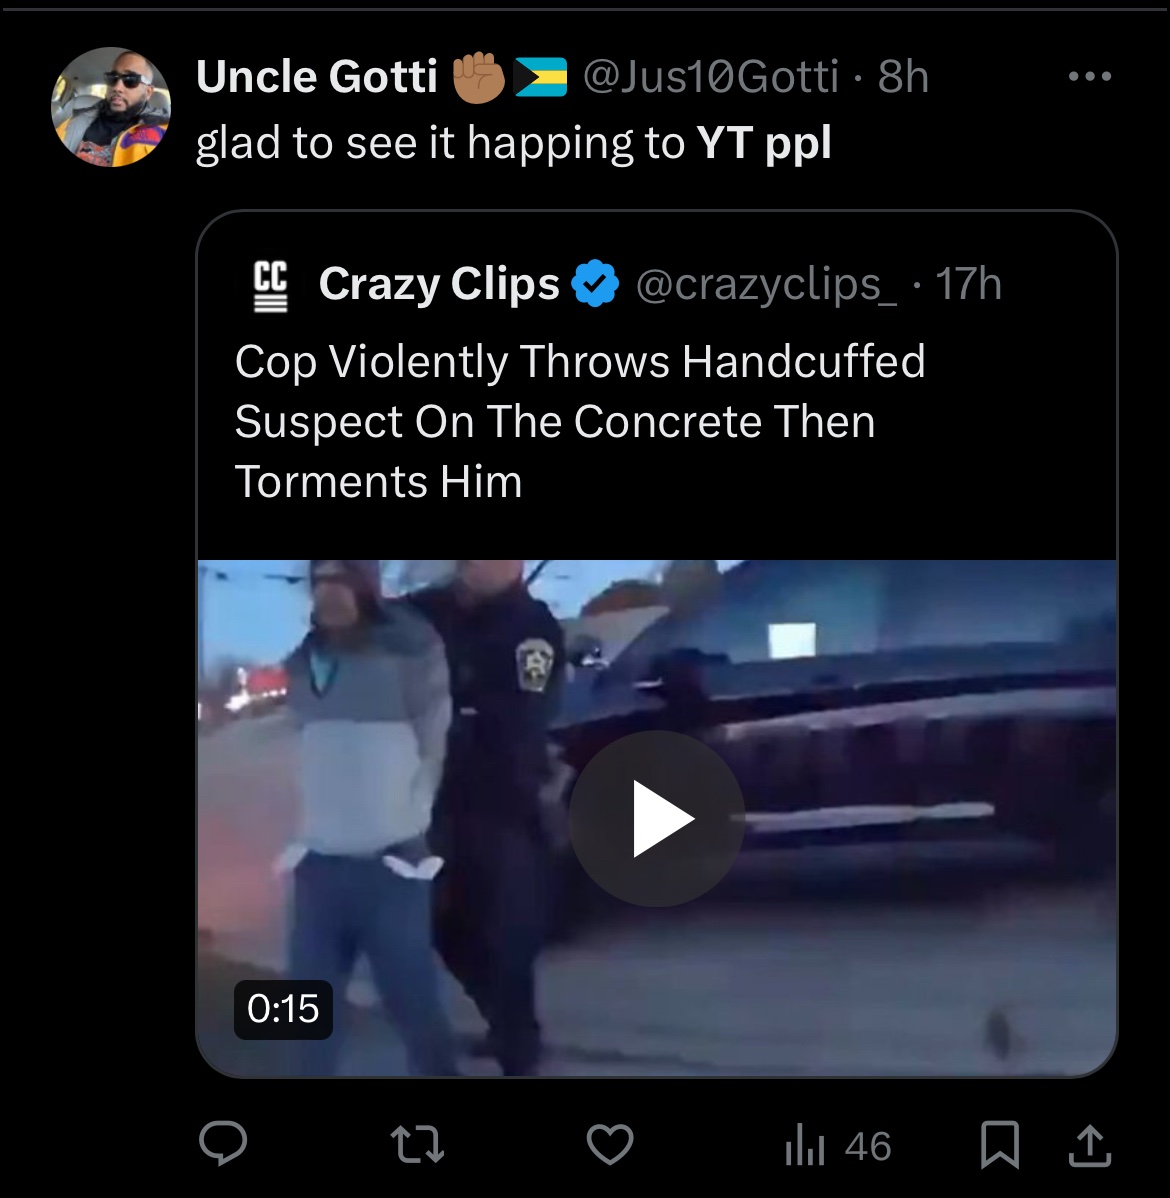 Uncle Gotti ✊🏽🇧🇸 @Jus10Gotti · 8h
glad to see it happing to YT ppl
CC
Crazy Clips @crazyclips_ · 17h
Cop Violently Throws Handcuffed
Suspect On The Concrete Then
Torments Him
0:15
46